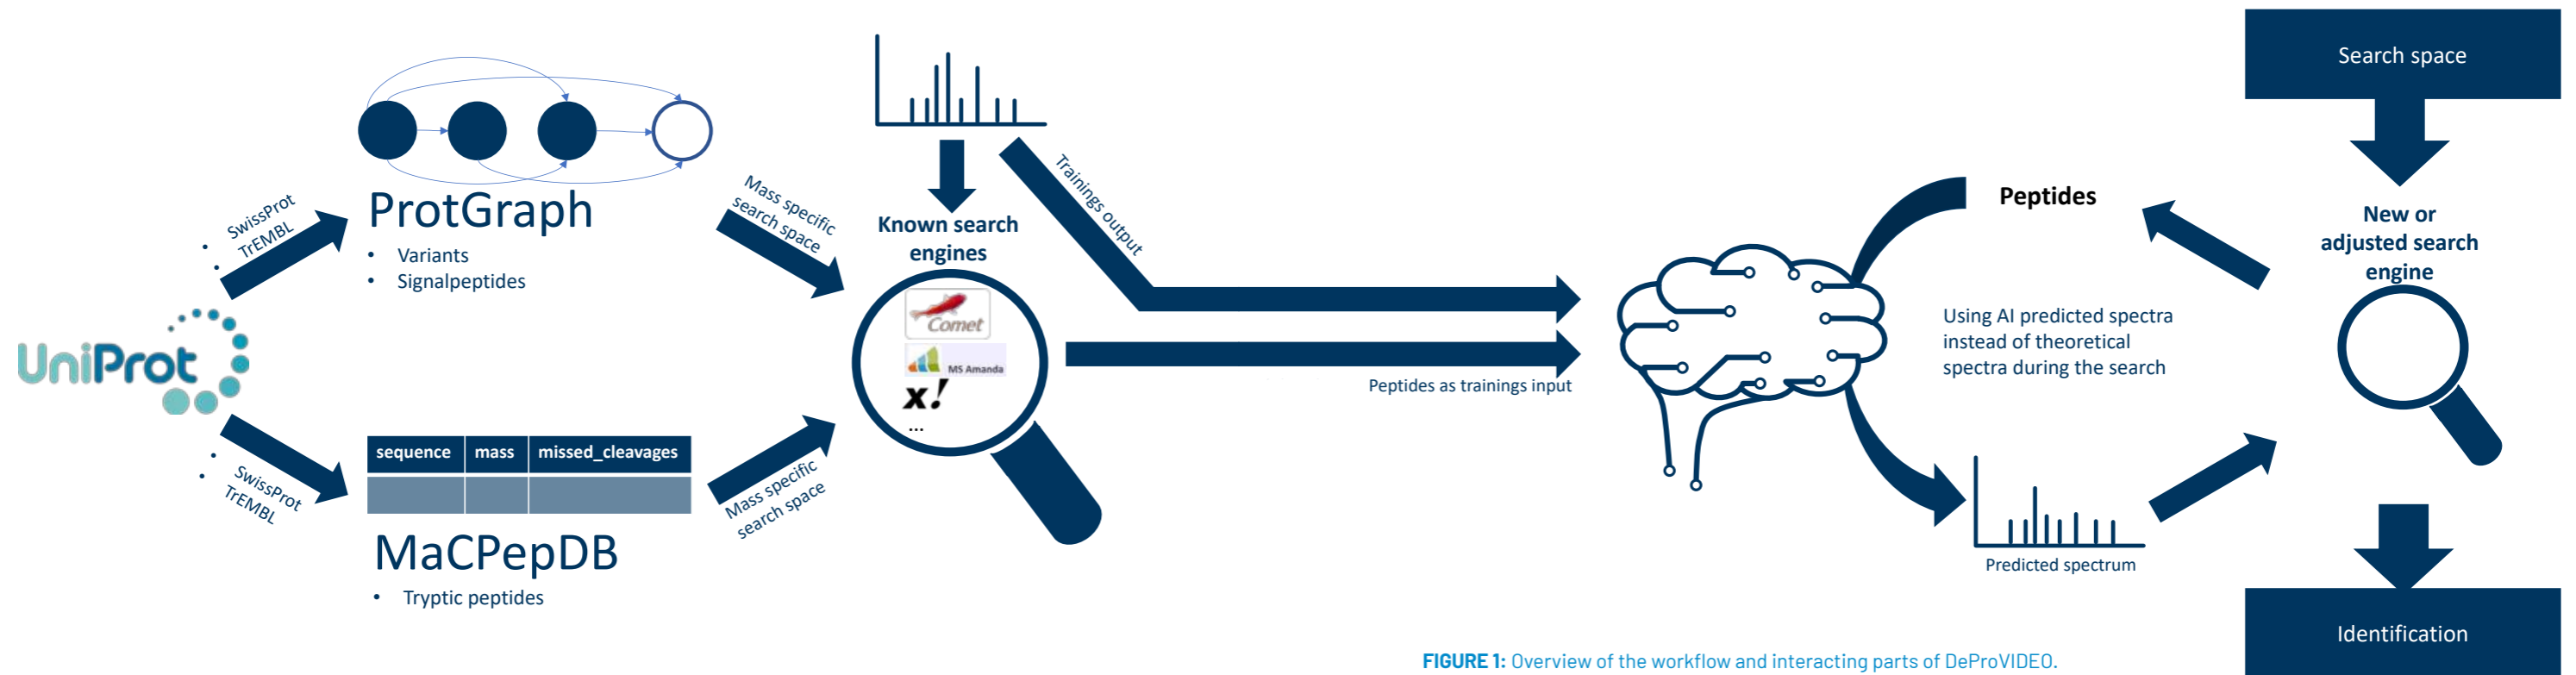 UniProt
• SwissProt
• TrEMBL
ProtGraph
• Variants
• Signalpeptides
• SwissProt
• TrEMBL
sequence mass missed_cleavages
MaCPepDB
• Tryptic peptides
Mass specific
search space
Mass specific
search space
Known search
engines
Comet
MS Amanda
X!
...
Trainings output
Peptides as trainings input
Peptides
Using AI predicted spectra
instead of theoretical
spectra during the search
Predicted spectrum
Search space
New or
adjusted search
engine
Identification
FIGURE 1: Overview of the workflow and interacting parts of DeProVIDEO.